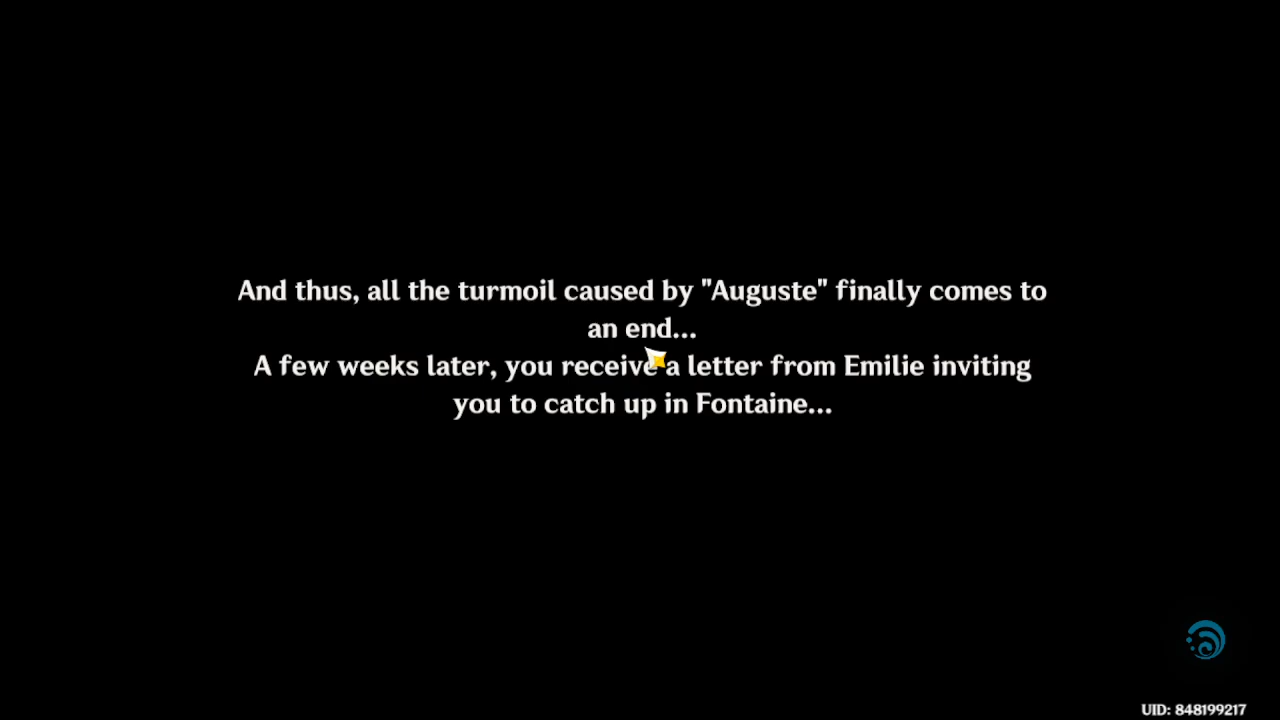 And thus, all the turmoil caused by "Auguste" finally comes to
an end...
A few weeks later, you receive a letter from Emilie inviting
you to catch up in Fontaine...
UID: 848199217